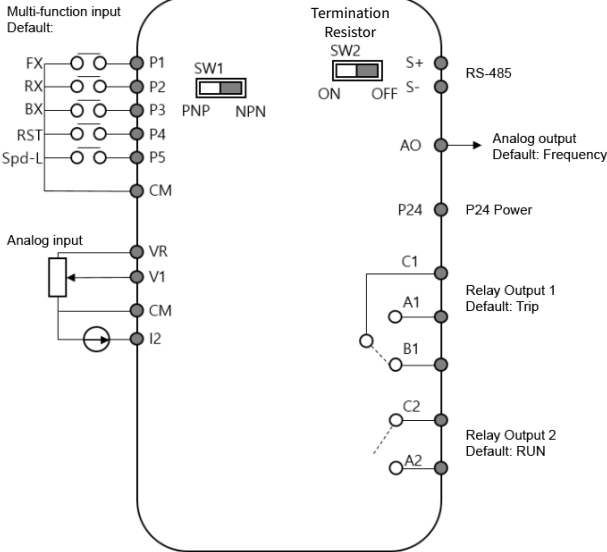 Multi-function input
Default:
FX P1
RX P2
BX P3
RST P4
Spd-L P5
CM
Analog input
VR
V1
CM
I2
SW1
PNP NPN
Termination
Resistor
SW2
ON OFF
S+
S-
RS-485
AO
Analog output
Default: Frequency
P24
P24 Power
C1
A1
B1
Relay Output 1
Default: Trip
C2
A2
Relay Output 2
Default: RUN